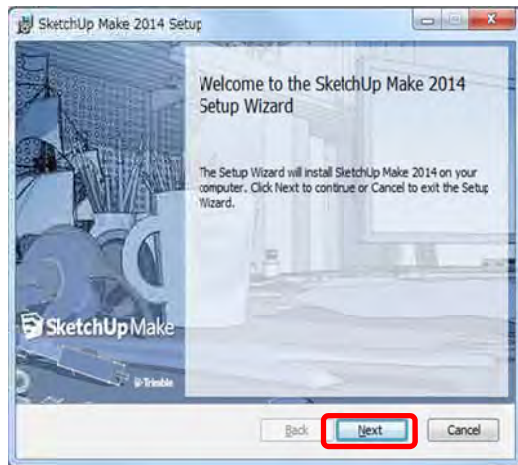 SketchUp Make 2014 Setup
Welcome to the SketchUp Make 2014
Setup Wizard
The Setup Wizard will install SketchUp Make 2014 on your
computer. Click Next to continue or Cancel to exit the Setup
Wizard.
SketchUp Make
Trimble
Back Next Cancel